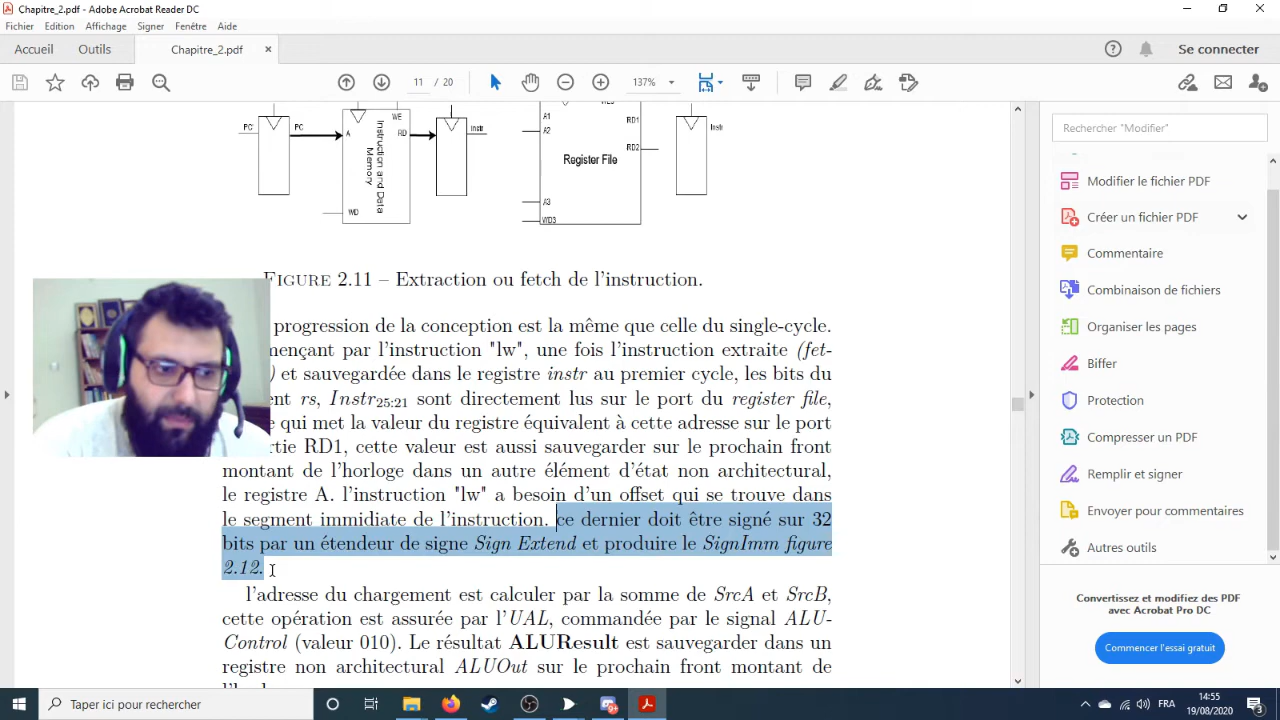 Chapitre_2.pdf - Adobe Acrobat Reader DC
Fichier Edition Affichage Signer Fenêtre Aide
Accueil Outils Chapitre_2.pdf × Se connecter
11 / 20 137%
Rechercher "Modifier"
Modifier le fichier PDF
Créer un fichier PDF
Commentaire
Combinaison de fichiers
Organiser les pages
Biffer
Protection
Compresser un PDF
Remplir et signer
Envoyer pour commentaires
Autres outils
Convertissez et modifiez des PDF
avec Acrobat Pro DC
Commencer l'essai gratuit
PC' PC A WE RD Instr
Instruction and Data
Memory
WD
A1 RD1
A2 RD2
Register File
A3
WD3
Instr
FIGURE 2.11 – Extraction ou fetch de l'instruction.
progression de la conception est la même que celle du single-cycle.
mençant par l'instruction "lw", une fois l'instruction extraite (fet-
) et sauvegardée dans le registre instr au premier cycle, les bits du
ent rs, Instr25:21 sont directement lus sur le port du register file,
e qui met la valeur du registre équivalent à cette adresse sur le port
rtie RD1, cette valeur est aussi sauvegarder sur le prochain front
montant de l'horloge dans un autre élément d'état non architectural,
le registre A. l'instruction "lw" a besoin d'un offset qui se trouve dans
le segment immidiate de l'instruction. ce dernier doit être signé sur 32
bits par un étendeur de signe Sign Extend et produire le SignImm figure
2.12.
l'adresse du chargement est calculer par la somme de SrcA et SrcB,
cette opération est assurée par l'UAL, commandée par le signal ALU-
Control (valeur 010). Le résultat ALUResult est sauvegarder dans un
registre non architectural ALUOut sur le prochain front montant de
Taper ici pour rechercher
FRA
14:55
19/08/2020
3